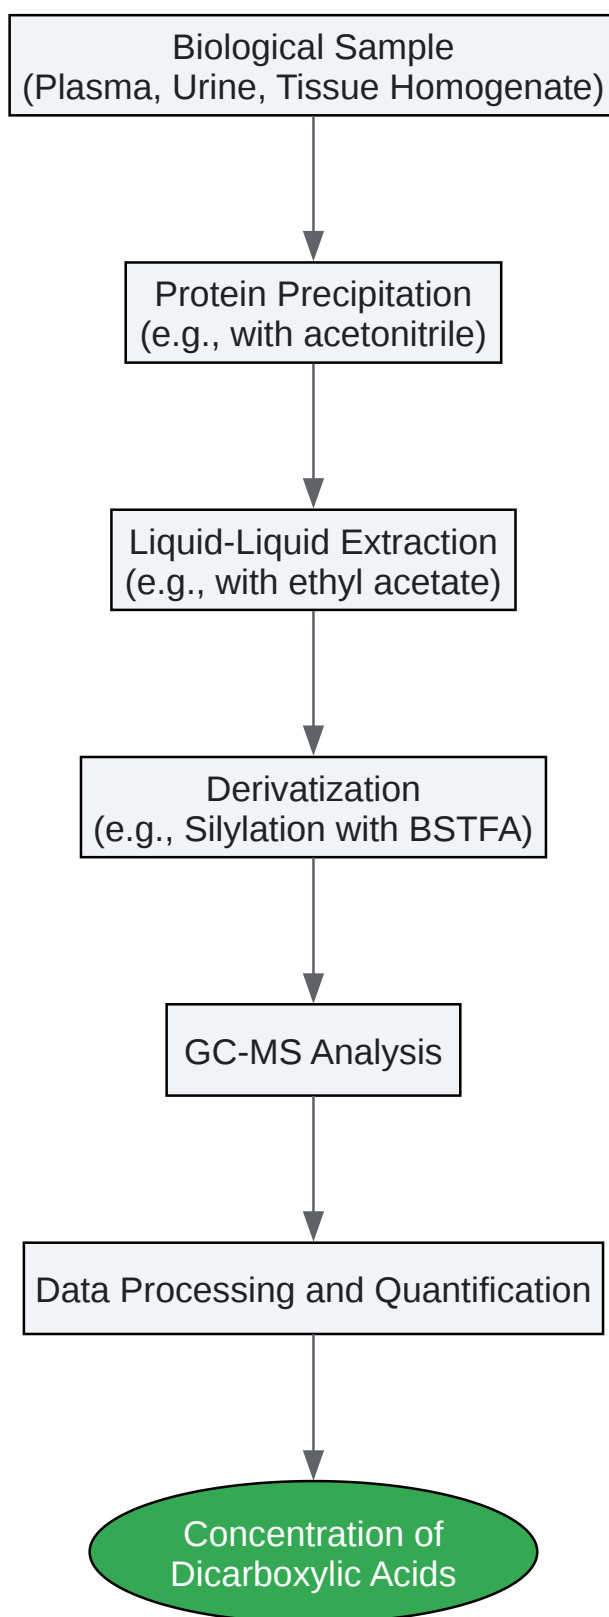 Biological Sample
(Plasma, Urine, Tissue Homogenate)
Protein Precipitation
(e.g., with acetonitrile)
Liquid-Liquid Extraction
(e.g., with ethyl acetate)
Derivatization
(e.g., Silylation with BSTFA)
GC-MS Analysis
Data Processing and Quantification
Concentration of
Dicarboxylic Acids